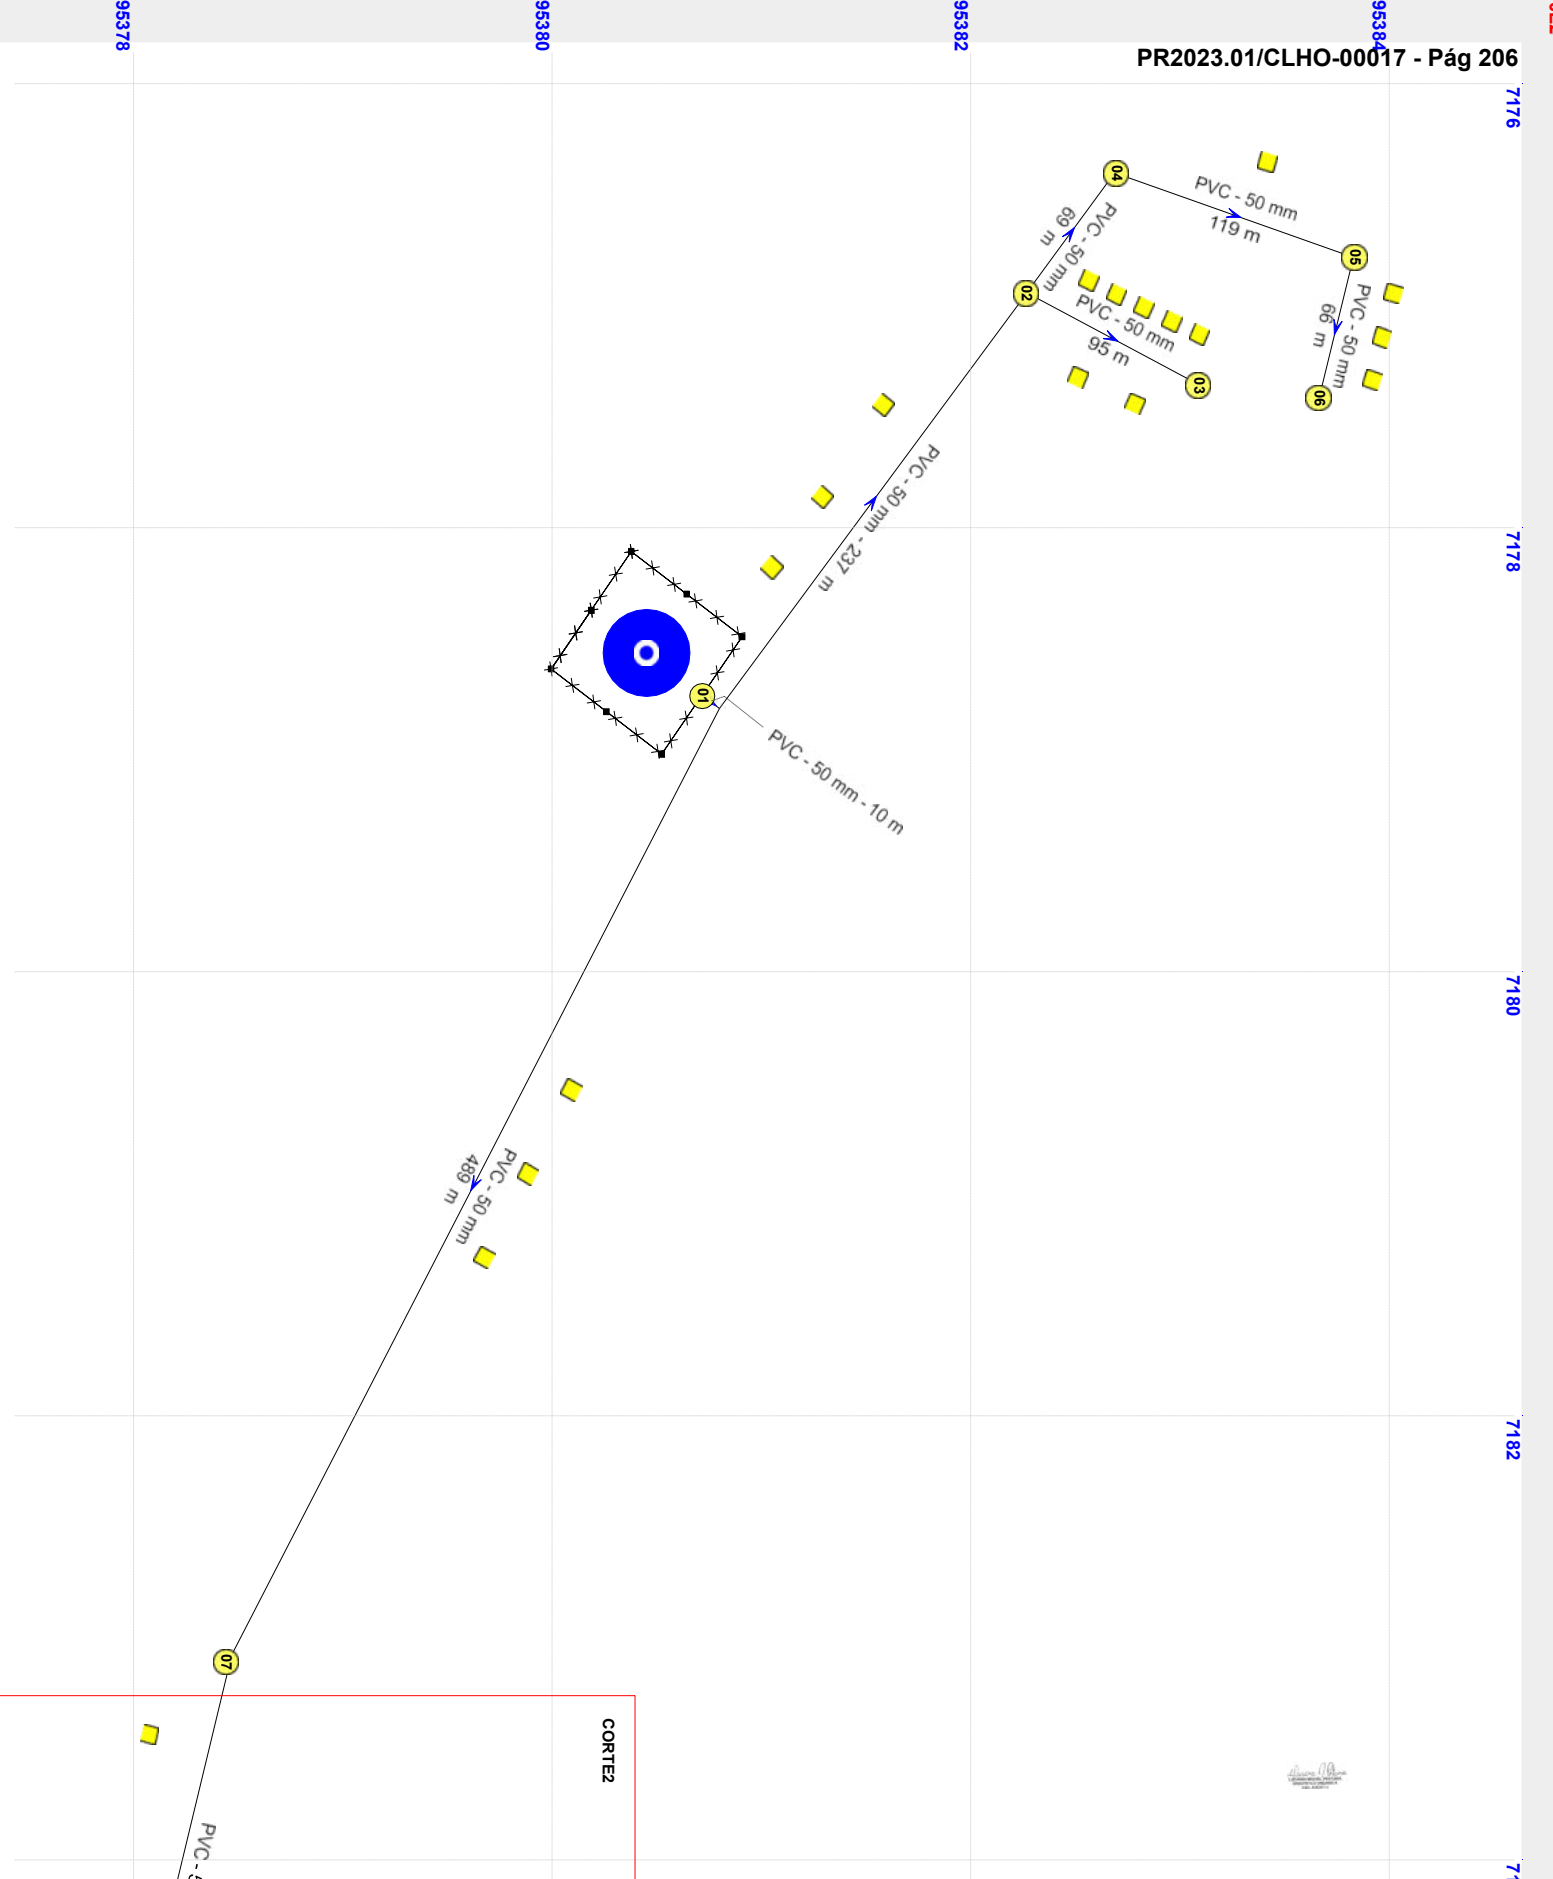 95378
95380
95382
95384
PR2023.01/CLHO-00017 - Pág 206
7176
04
PVC - 50 mm
119 m
69 m
PVC - 50 mm
05
02
PVC - 50 mm
95 m
03
PVC - 50 mm
66 m
06
PVC - 50 mm - 237 m
7178
01
PVC - 50 mm - 10 m
7180
489 m
PVC - 50 mm
7182
07
CORTE2
PVC -